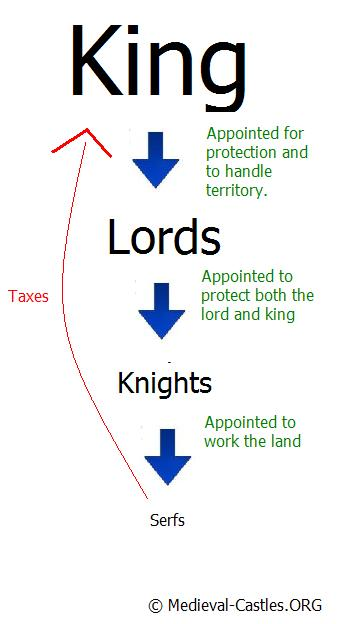 King
Appointed for
protection and
to handle
territory.
Lords
Appointed to
protect both the
lord and king
Taxes
Knights
Appointed to
work the land
Serfs
© Medieval-Castles.ORG